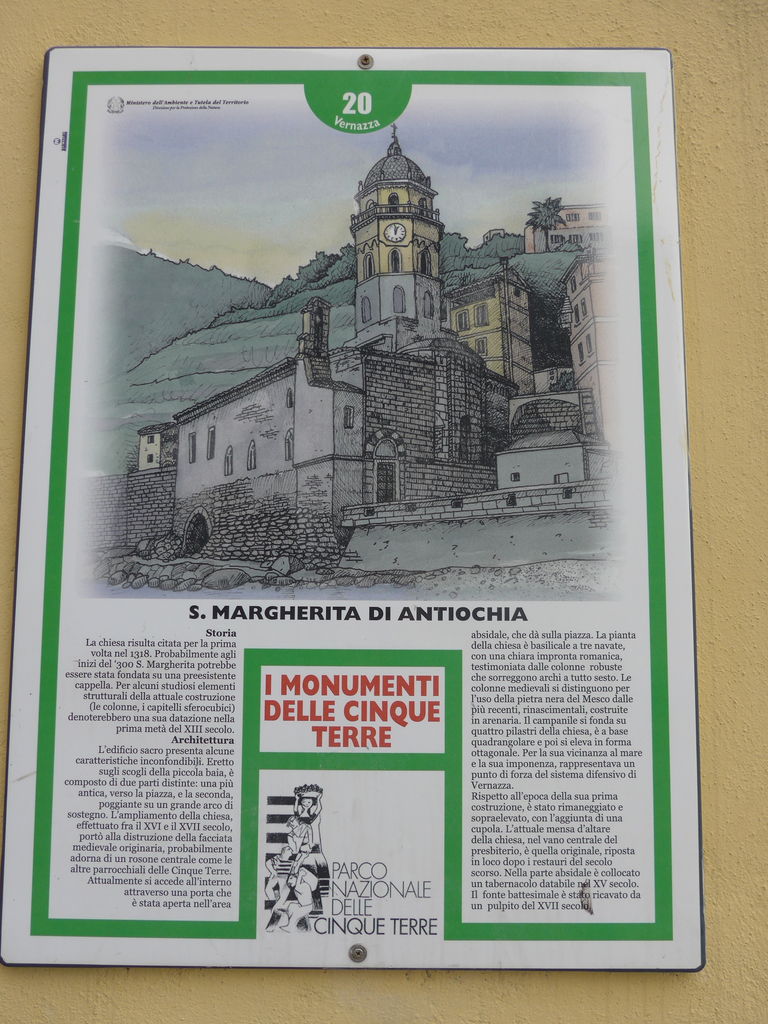 Ministero dell'Ambiente e Tutela del Territorio
Direzione per la Protezione della Natura
20
Vernazza
S. MARGHERITA DI ANTIOCHIA
Storia
La chiesa risulta citata per la prima
volta nel 1318. Probabilmente agli
inizi del '300 S. Margherita potrebbe
essere stata fondata su una preesistente
cappella. Per alcuni studiosi elementi
strutturali della attuale costruzione
(le colonne, i capitelli sferocubici)
denoterebbero una sua datazione nella
prima metà del XIII secolo.
Architettura
L'edificio sacro presenta alcune
caratteristiche inconfondibili. Eretto
sugli scogli della piccola baia, è
composto di due parti distinte: una più
antica, verso la piazza, e la seconda,
poggiante su un grande arco di
sostegno. L'ampliamento della chiesa,
effettuato fra il XVI e il XVII secolo,
portò alla distruzione della facciata
medievale originaria, probabilmente
adorna di un rosone centrale come le
altre parrocchiali delle Cinque Terre.
Attualmente si accede all'interno
attraverso una porta che
è stata aperta nell'area
I MONUMENTI
DELLE CINQUE
TERRE
PARCO
NAZIONALE
DELLE
CINQUE TERRE
absidale, che dà sulla piazza. La pianta
della chiesa è basilicale a tre navate,
con una chiara impronta romanica,
testimoniata dalle colonne robuste
che sorreggono archi a tutto sesto. Le
colonne medievali si distinguono per
l'uso della pietra nera del Mesco dalle
più recenti, rinascimentali, costruite
in arenaria. Il campanile si fonda su
quattro pilastri della chiesa, è a base
quadrangolare e poi si eleva in forma
ottagonale. Per la sua vicinanza al mare
e la sua imponenza, rappresentava un
punto di forza del sistema difensivo di
Vernazza.
Rispetto all'epoca della sua prima
costruzione, è stato rimaneggiato e
sopraelevato, con l'aggiunta di una
cupola. L'attuale mensa d'altare
della chiesa, nel vano centrale del
presbiterio, è quella originale, riposta
in loco dopo i restauri del secolo
scorso. Nella parte absidale è collocato
un tabernacolo databile nel XV secolo.
Il fonte battesimale è stato ricavato da
un pulpito del XVII secolo.